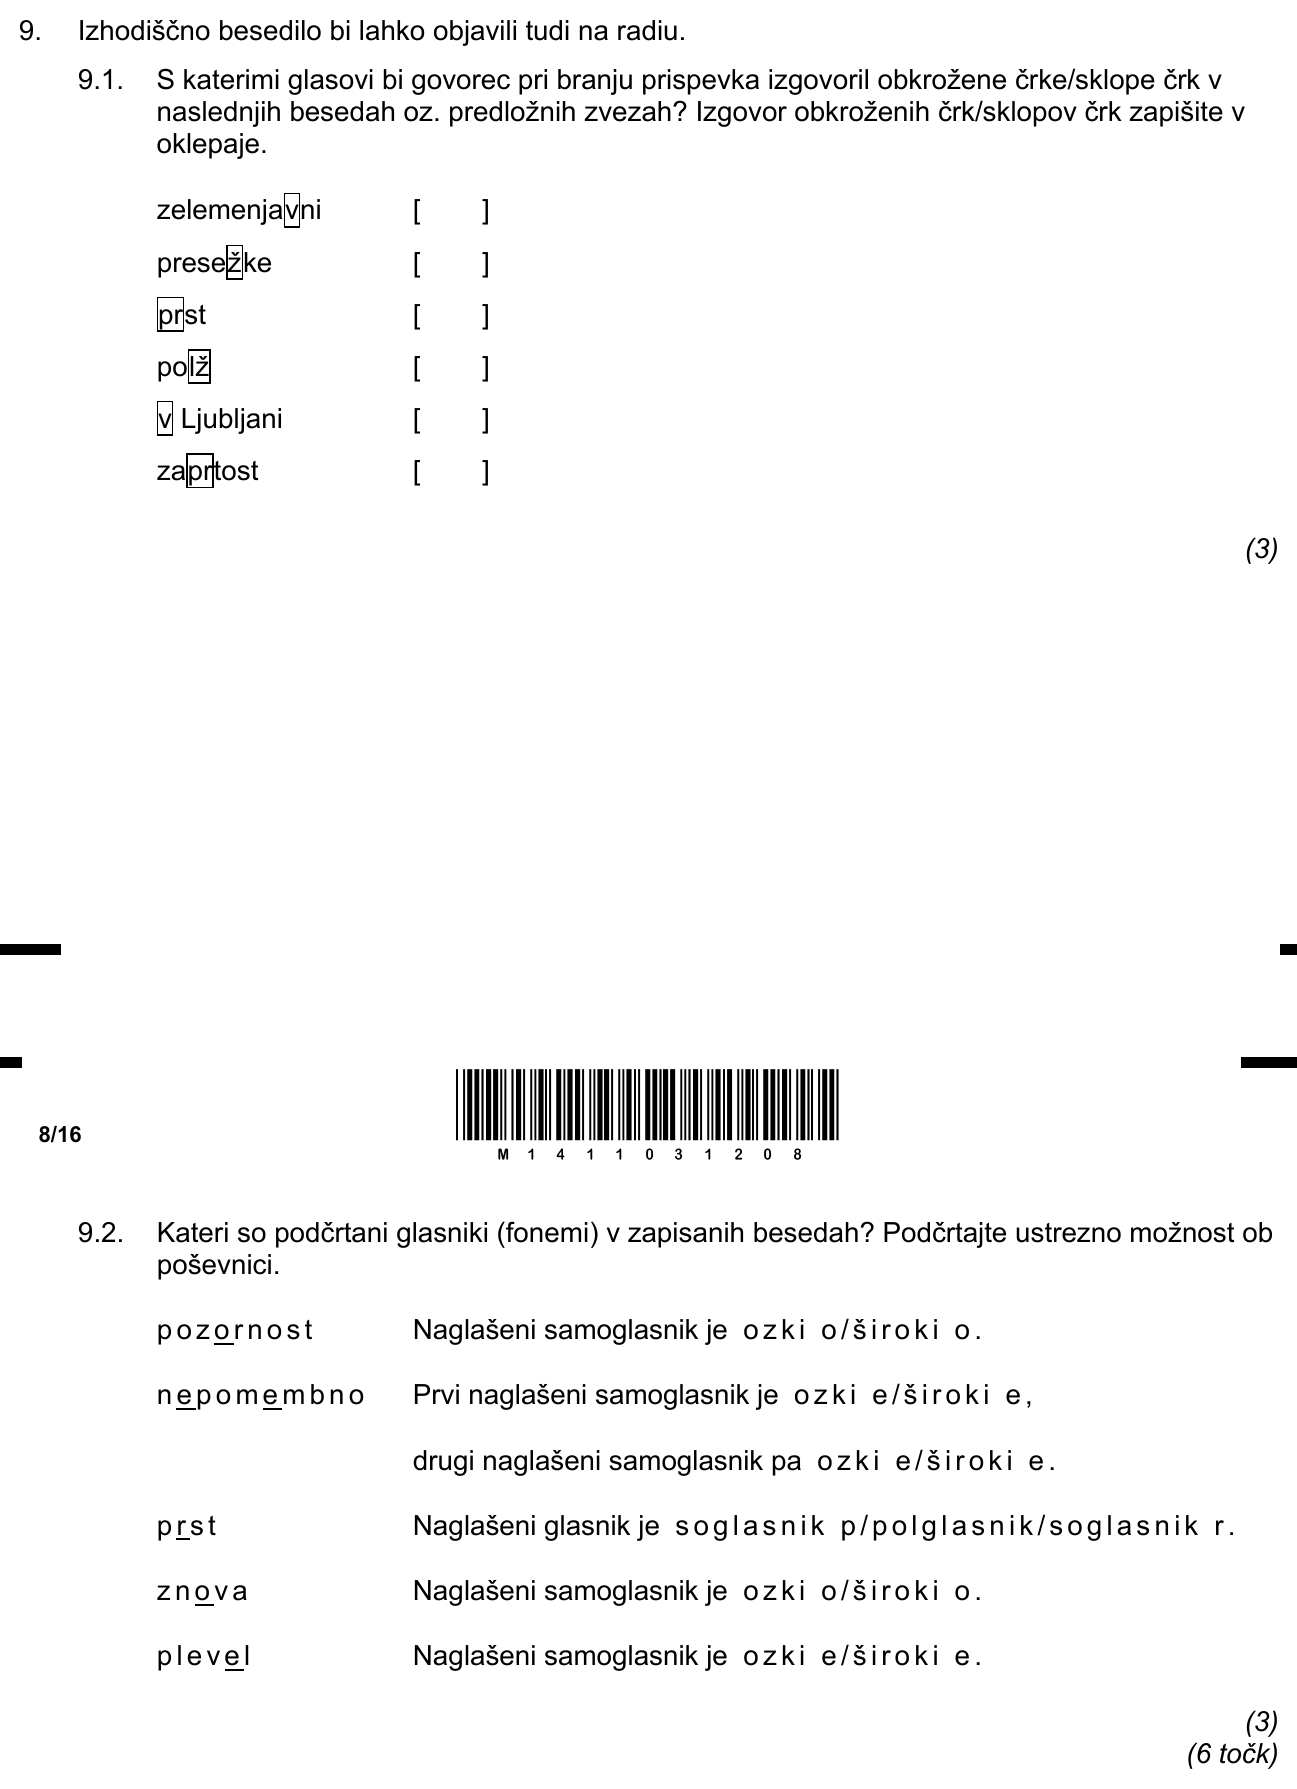 9. Izhodiščno besedilo bi lahko objavili tudi na radiu.
9.1. S katerimi glasovi bi govorec pri branju prispevka izgovoril obkrožene črke/sklope črk v
naslednjih besedah oz. predložnih zvezah? Izgovor obkroženih črk/sklopov črk zapišite v
oklepaje.
zelemenjavni [ ]
presežke [ ]
prst [ ]
polž [ ]
v Ljubljani [ ]
zaprtost [ ]
(3)
8/16
M 1 4 1 1 0 3 1 2 0 8
9.2. Kateri so podčrtani glasniki (fonemi) v zapisanih besedah? Podčrtajte ustrezno možnost ob
poševnici.
pozornost Naglašeni samoglasnik je ozki o/široki o.
nepomembno Prvi naglašeni samoglasnik je ozki e/široki e,
drugi naglašeni samoglasnik pa ozki e/široki e.
prst Naglašeni glasnik je soglasnik p/polglasnik/soglasnik r.
znova Naglašeni samoglasnik je ozki o/široki o.
plevel Naglašeni samoglasnik je ozki e/široki e.
(3)
(6 točk)